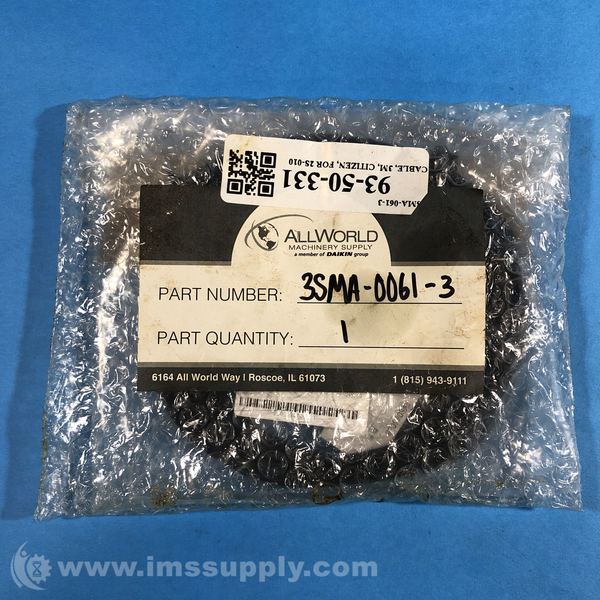 3SMA-061-3
93-50-331
CABLE, 3M, CITIZEN, FOR 2S-010
ALLWORLD
MACHINERY SUPPLY
a member of DAIKIN group
PART NUMBER: 3SMA-0061-3
PART QUANTITY: 1
6164 All World Way | Roscoe, IL 61073
1 (815) 943-9111
www.imssupply.com